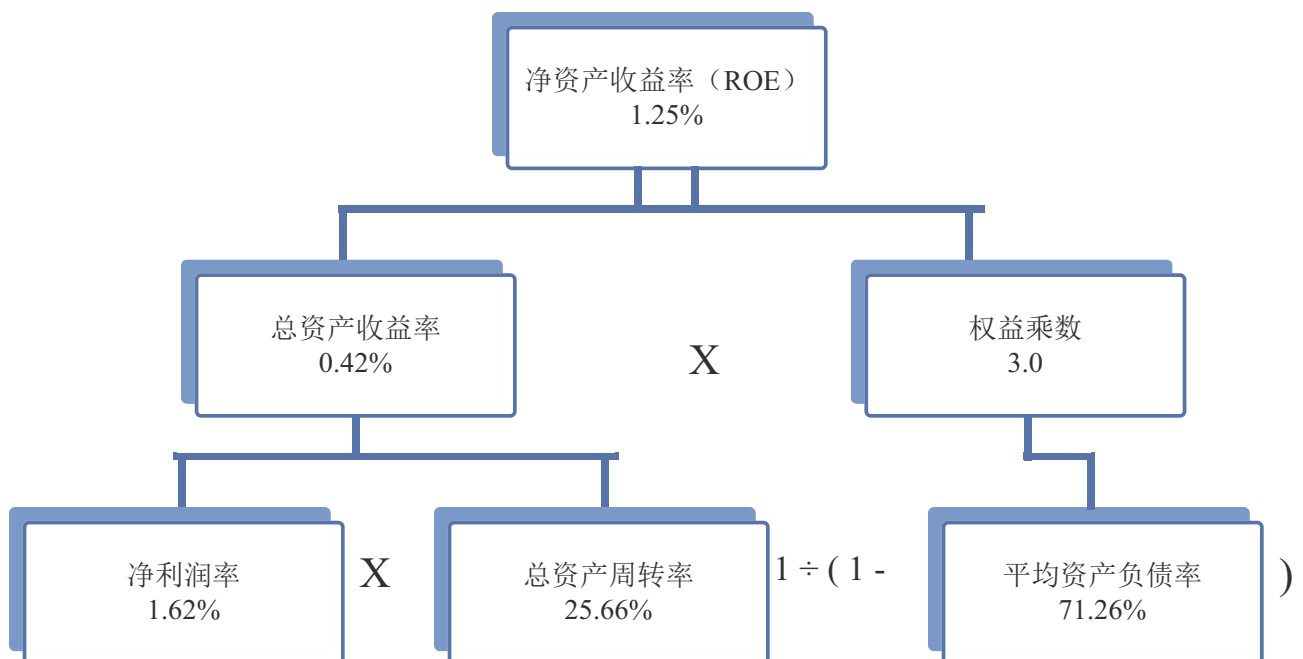 净资产收益率（ROE）
1.25%
总资产收益率
0.42%
X
权益乘数
3.0
净利润率
1.62%
X
总资产周转率
25.66%
1 ÷ ( 1 -
平均资产负债率
71.26%
)